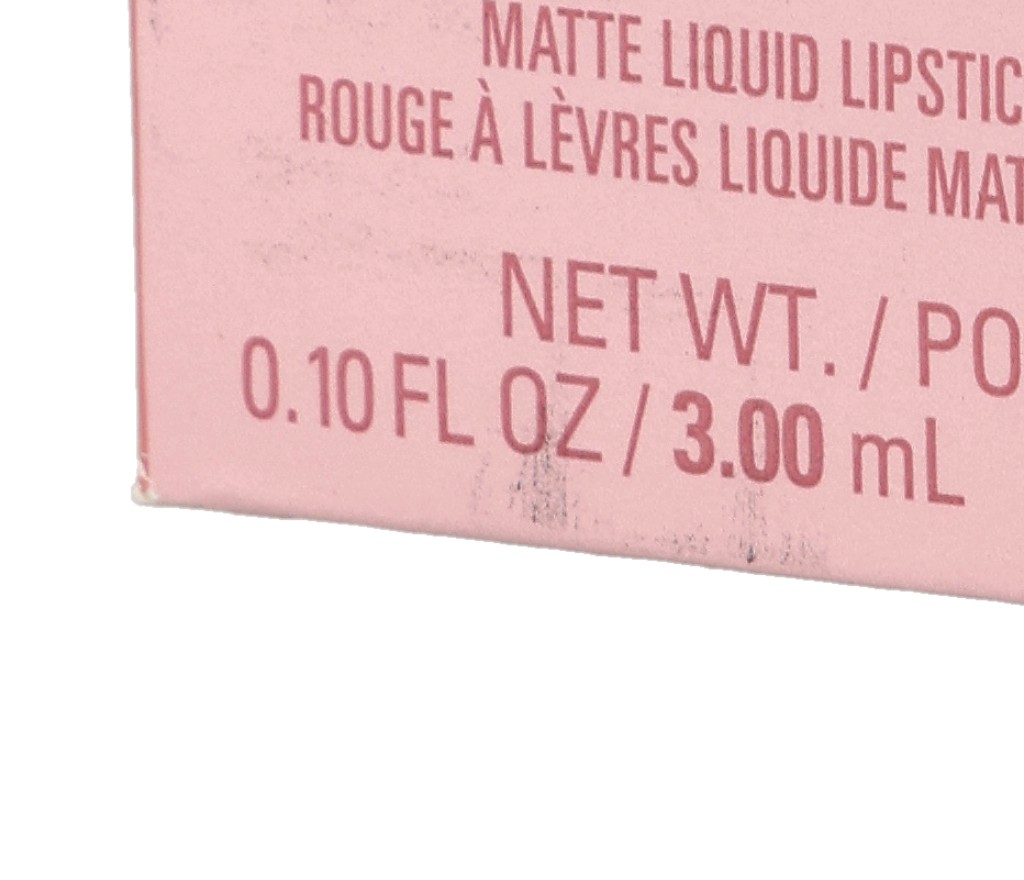 MATTE LIQUID LIPSTIC
ROUGE À LÈVRES LIQUIDE MAT
NET WT. / PO
0.10 FL OZ / 3.00 mL